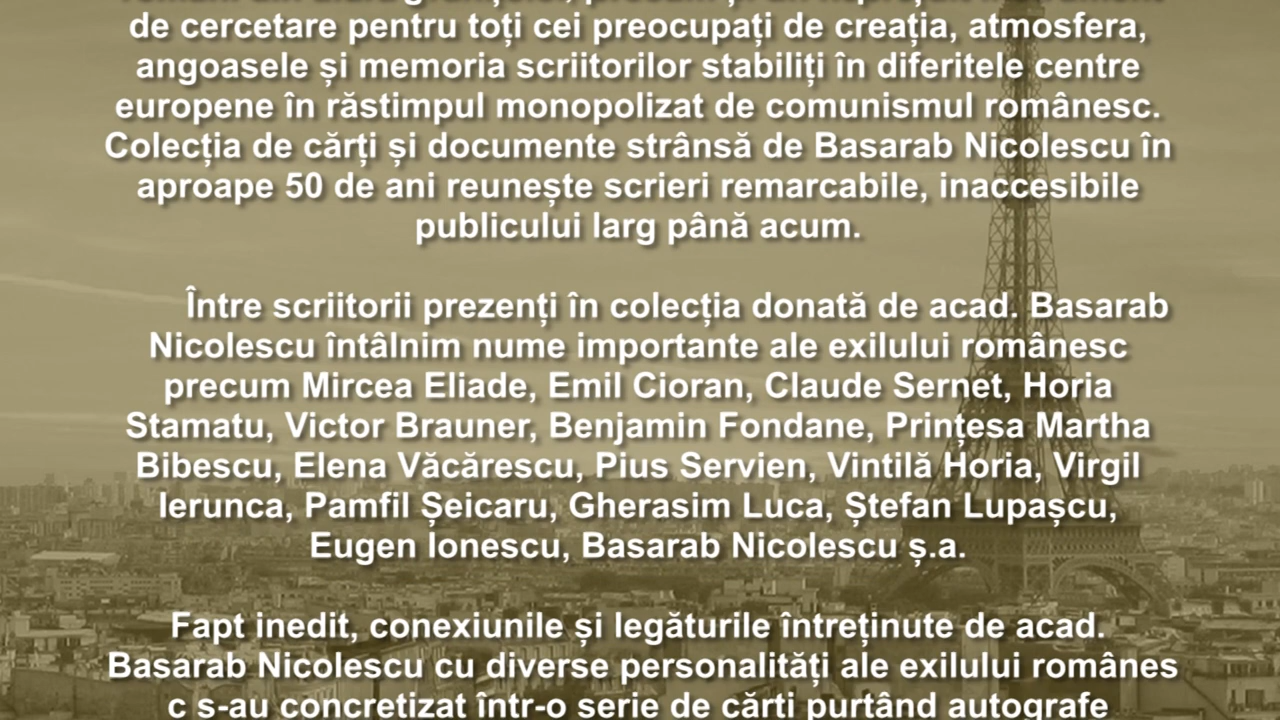 de cercetare pentru toți cei preocupați de creația, atmosfera,
angoasele și memoria scriitorilor stabiliți în diferitele centre
europene în răstimpul monopolizat de comunismul românesc.
Colecția de cărți și documente strânsă de Basarab Nicolescu în
aproape 50 de ani reunește scrieri remarcabile, inaccesibile
publicului larg până acum.
Între scriitorii prezenți în colecția donată de acad. Basarab
Nicolescu întâlnim nume importante ale exilului românesc
precum Mircea Eliade, Emil Cioran, Claude Sernet, Horia
Stamatu, Victor Brauner, Benjamin Fondane, Prințesa Martha
Bibescu, Elena Văcărescu, Pius Servien, Vintilă Horia, Virgil
Ierunca, Pamfil Șeicaru, Gherasim Luca, Ștefan Lupașcu,
Eugen Ionescu, Basarab Nicolescu ș.a.
Fapt inedit, conexiunile și legăturile întreținute de acad.
Basarab Nicolescu cu diverse personalități ale exilului românes
c s-au concretizat într-o serie de cărti purtând autografe